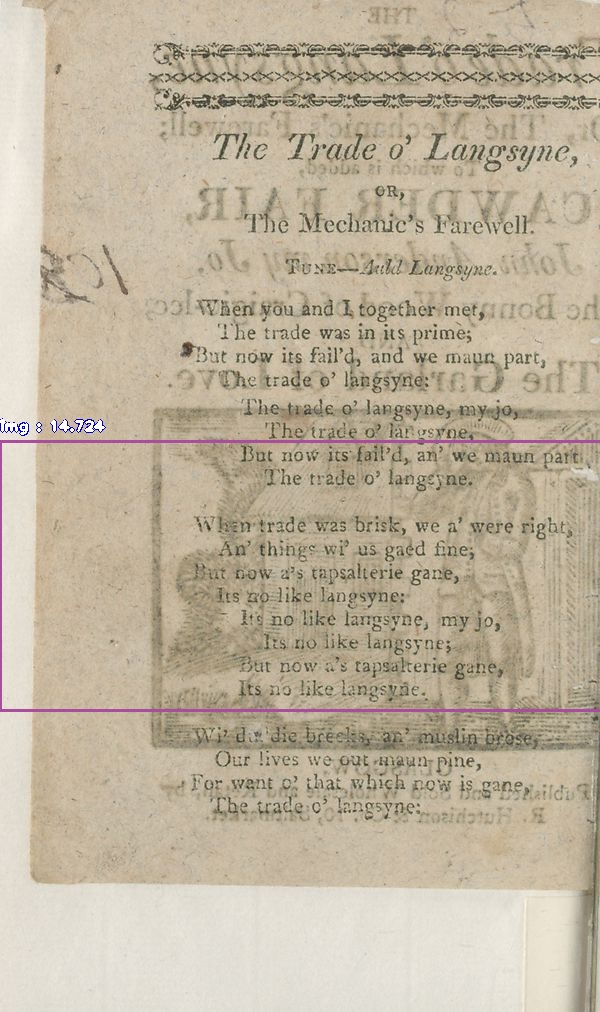 The Trade o' Langsyne,
OR,
The Mechanic's Farewell.
TUNE—Auld Langsyne.
When you and I together met,
The trade was in its prime;
But now its fail'd, and we maun part,
The trade o' langsyne:
The trade o' langsyne, my jo,
The trade o' langsyne,
img : 14.724
But now its fail'd, an' we maun part
The trade o' langsyne.
When trade was brisk, we a' were right,
An' things wi' us gaed fine;
But now a's tapsalterie gane,
Its no like langsyne:
Its no like langsyne, my jo,
Its no like langsyne;
But now a's tapsalterie gane,
Its no like langsyne.
Wi' die breeks, an' muslin brose,
Our lives we out maun pine,
For want o' that which now is gane,
The trade o' langsyne: